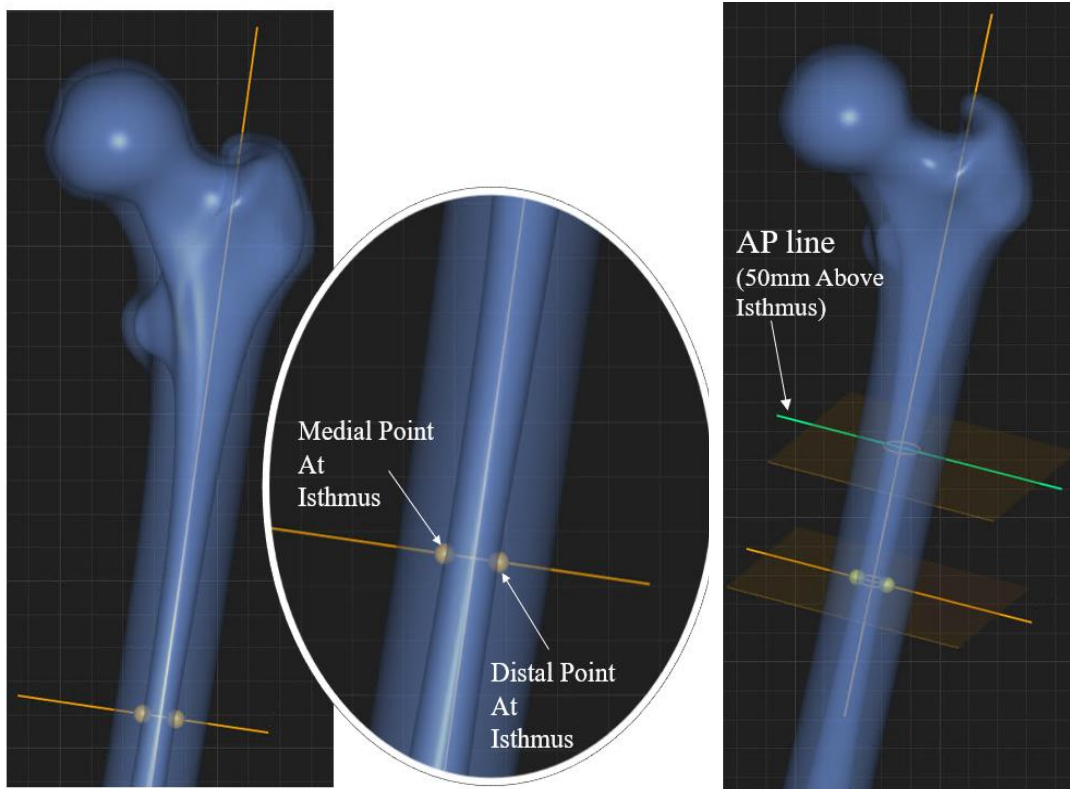 Medial Point
At
Isthmus
Distal Point
At
Isthmus
AP line
(50mm Above
Isthmus)